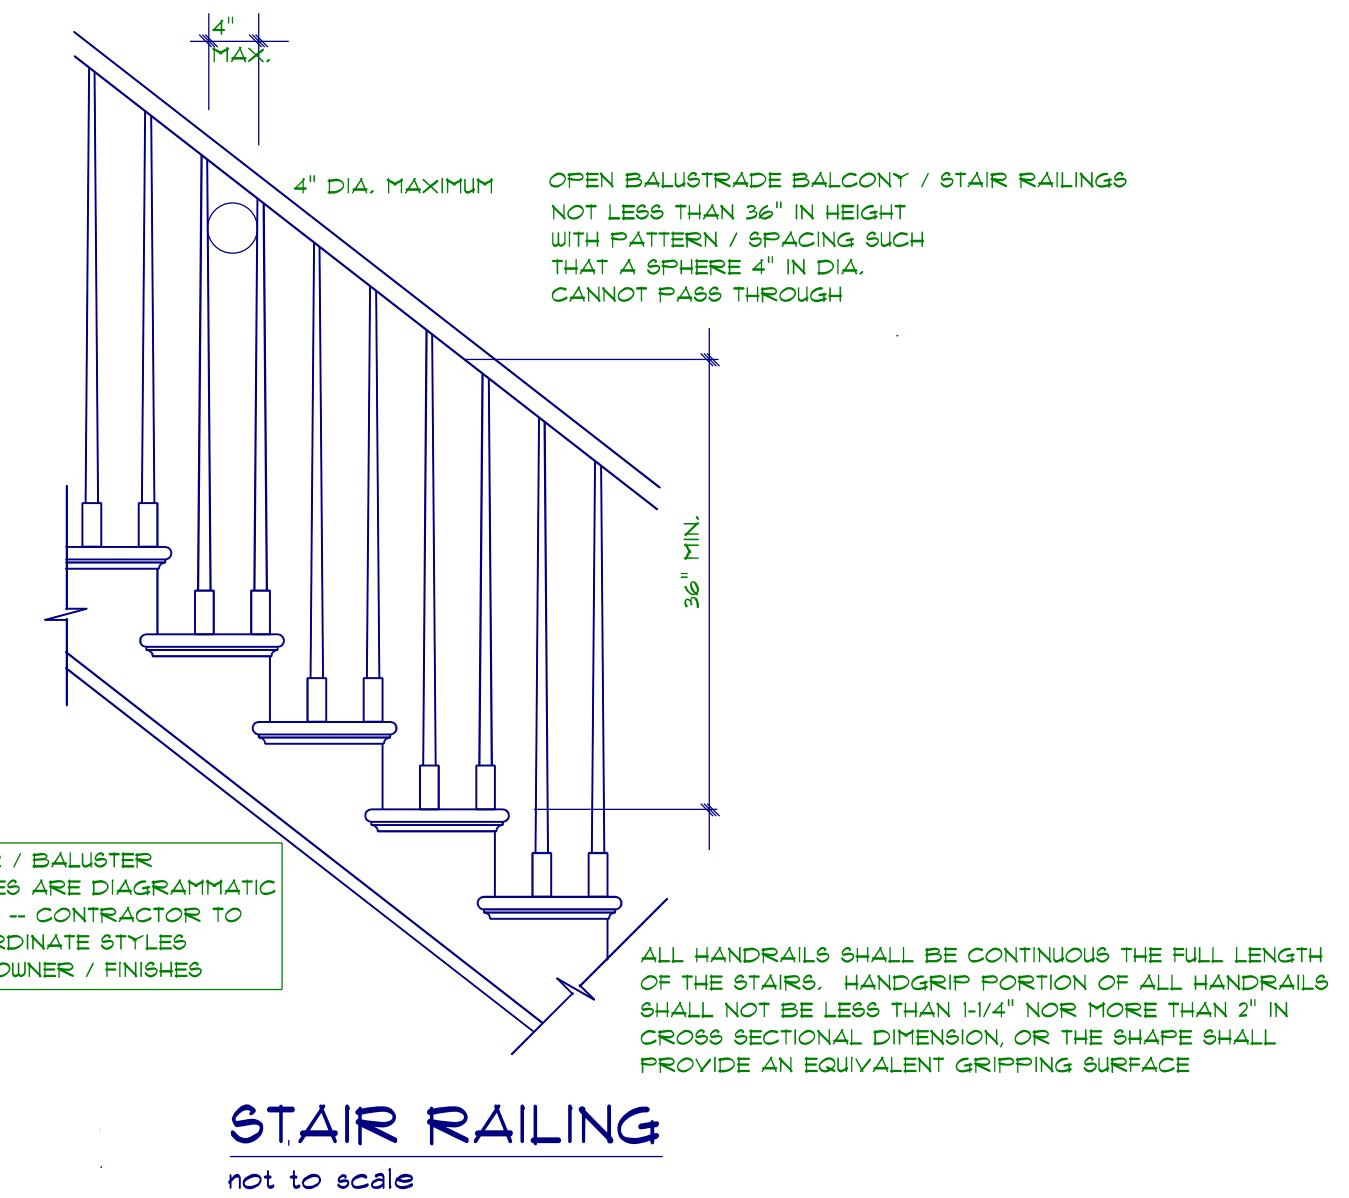 4"
MAX.
4" DIA. MAXIMUM
OPEN BALUSTRADE BALCONY / STAIR RAILINGS
NOT LESS THAN 36" IN HEIGHT
WITH PATTERN / SPACING SUCH
THAT A SPHERE 4" IN DIA.
CANNOT PASS THROUGH
36" MIN.
/ BALUSTER
ES ARE DIAGRAMMATIC
-- CONTRACTOR TO
RDINATE STYLES
OWNER / FINISHES
ALL HANDRAILS SHALL BE CONTINUOUS THE FULL LENGTH
OF THE STAIRS. HANDGRIP PORTION OF ALL HANDRAILS
SHALL NOT BE LESS THAN 1-1/4" NOR MORE THAN 2" IN
CROSS SECTIONAL DIMENSION, OR THE SHAPE SHALL
PROVIDE AN EQUIVALENT GRIPPING SURFACE
STAIR RAILING
not to scale